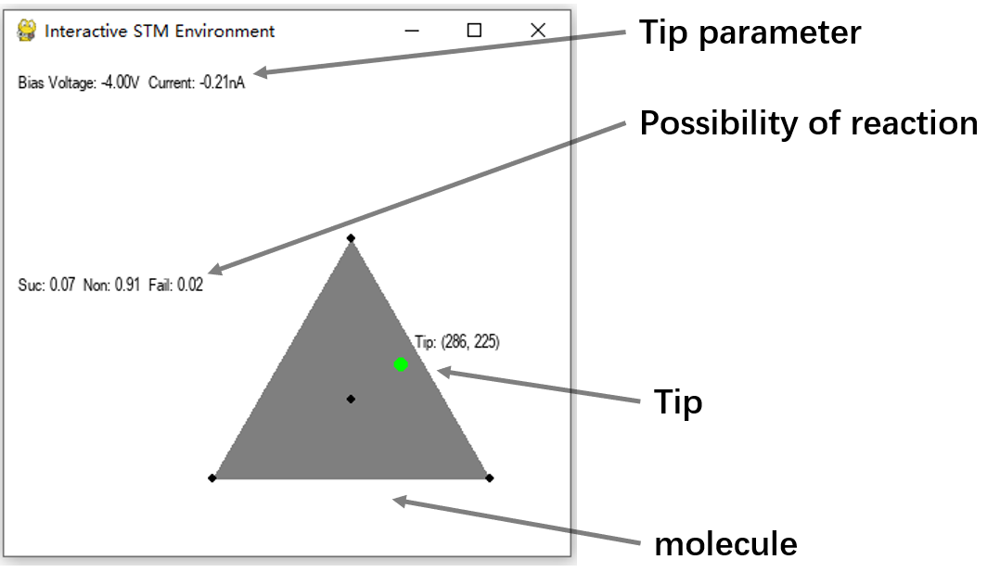 Interactive STM Environment
Tip parameter
Bias Voltage: -4.00V  Current: -0.21nA
Possibility of reaction
Suc: 0.07  Non: 0.91  Fail: 0.02
Tip: (286, 225)
Tip
molecule